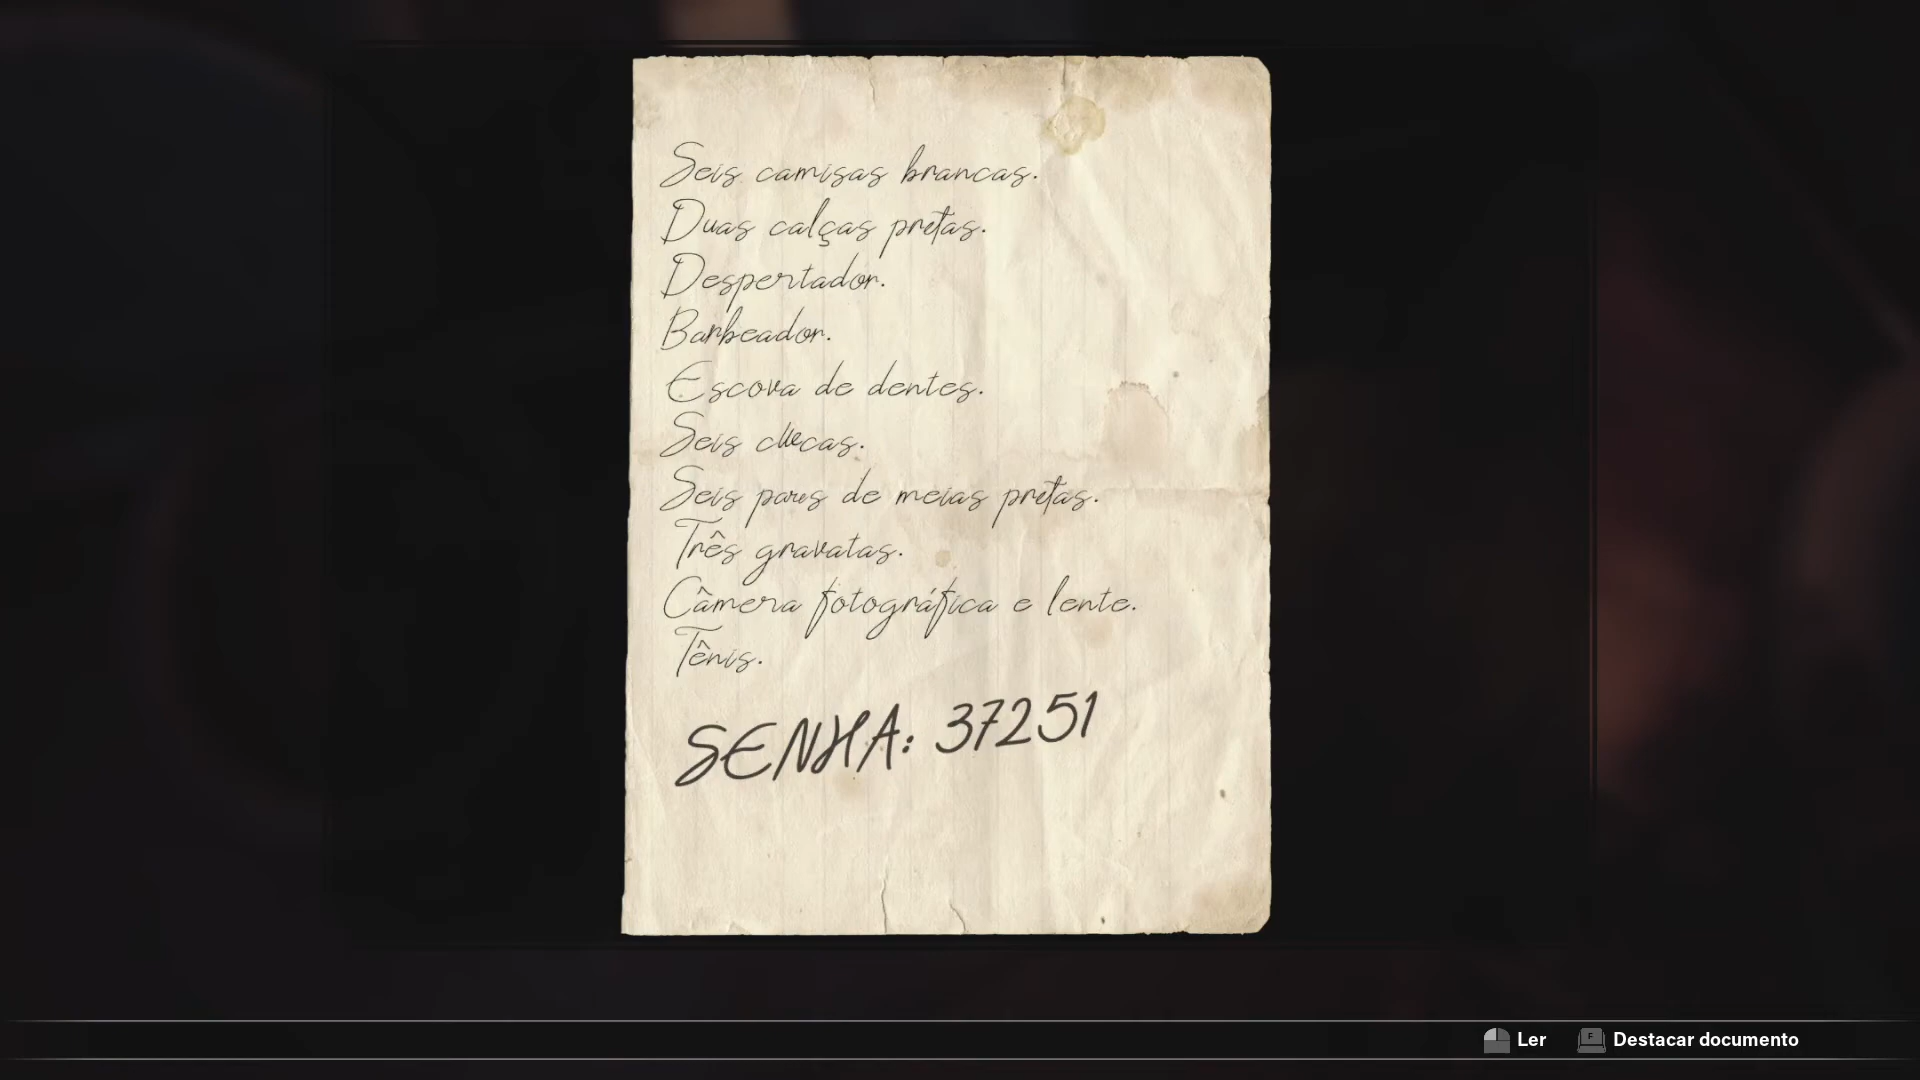 Seis camisas brancas.
Duas calças pretas.
Despertador.
Barbeador.
Escova de dentes.
Seis cuecas.
Seis pares de meias pretas.
Três gravatas.
Câmera fotográfica e lente.
Tênis.
SENHA: 37251
Ler F Destacar documento